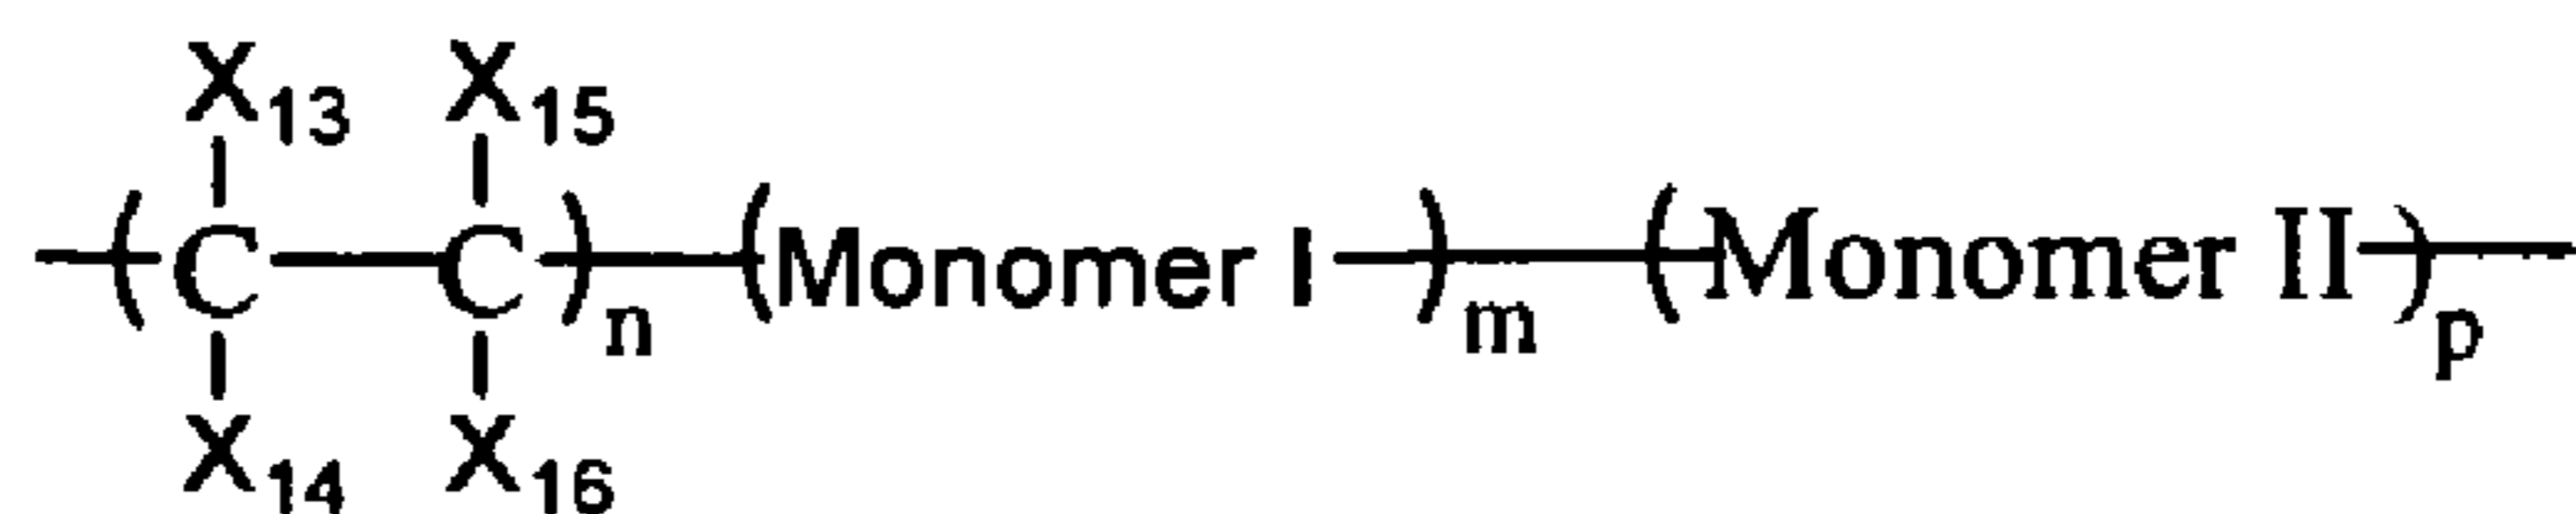 X13 X15
(C C)n (Monomer I)m (Monomer II)p
X14 X16